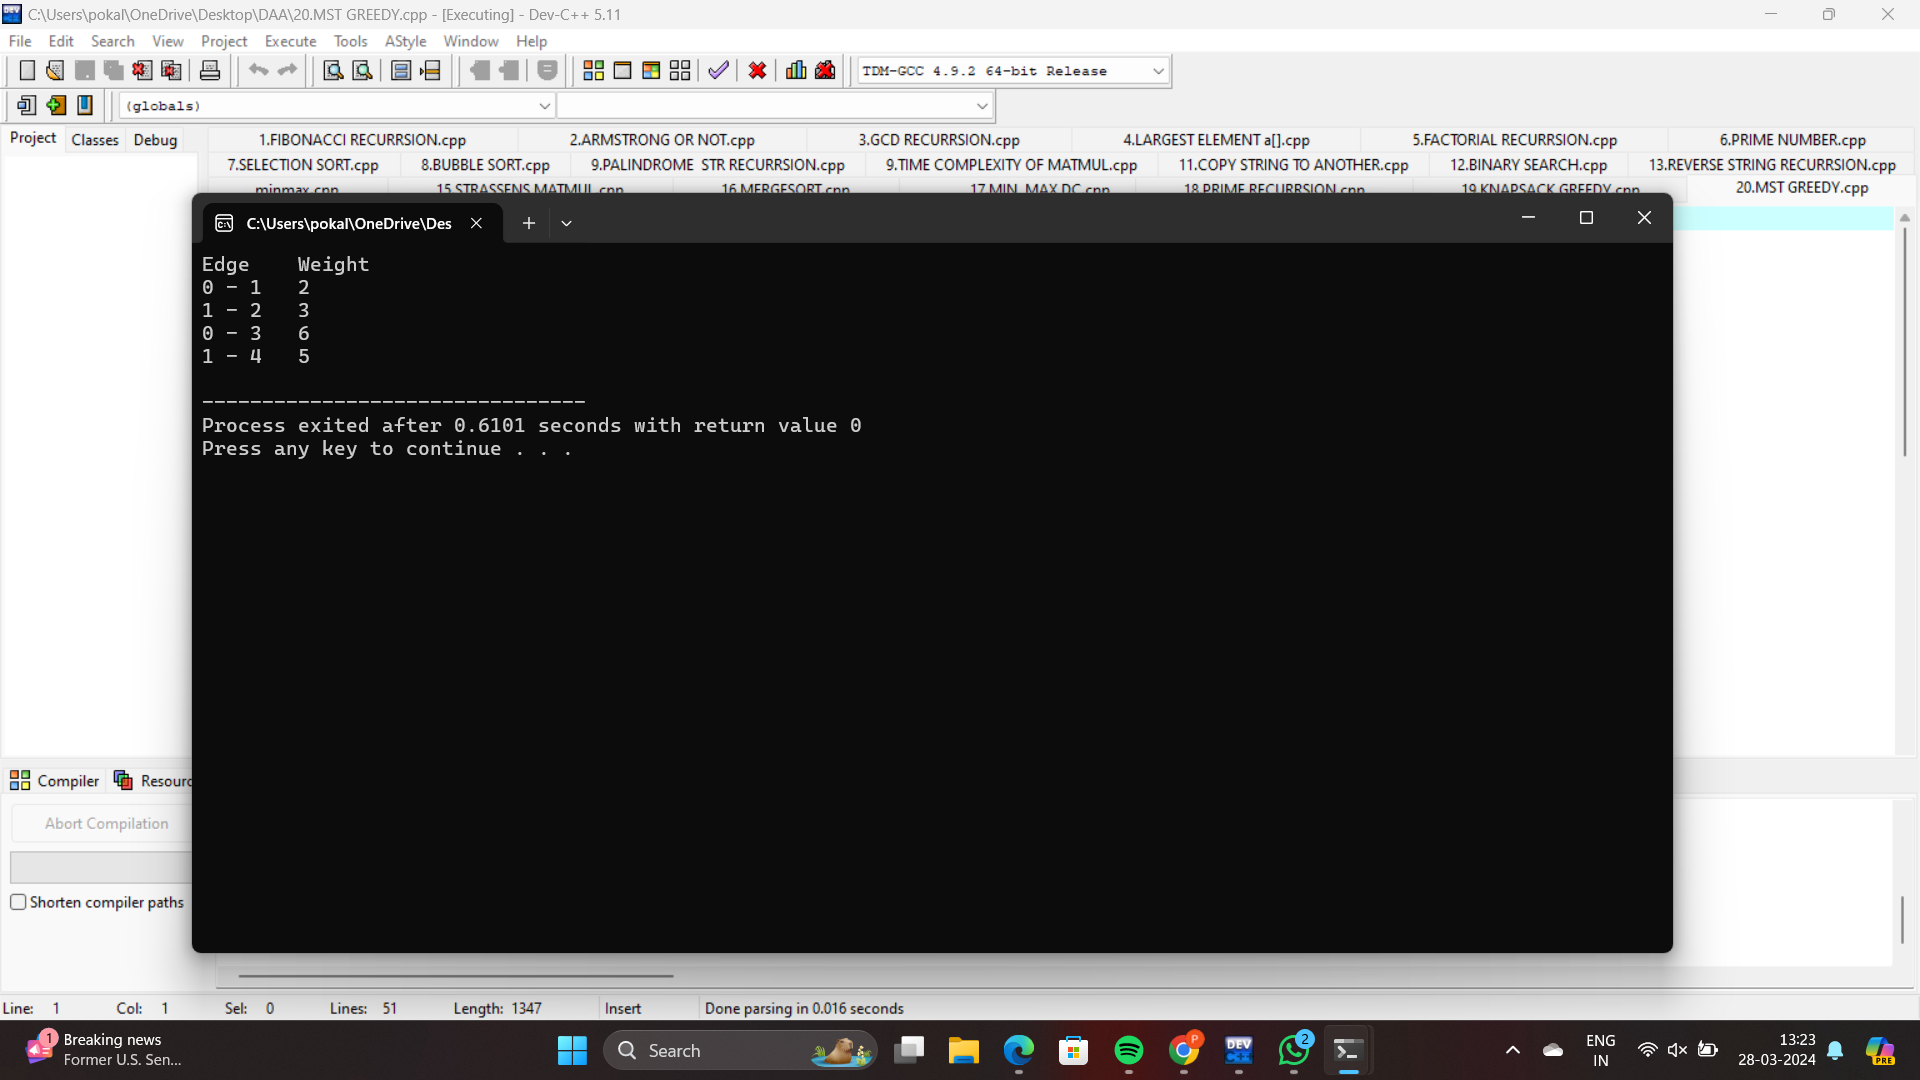 C:\Users\pokal\OneDrive\Desktop\DAA\20.MST GREEDY.cpp - [Executing] - Dev-C++ 5.11
File Edit Search View Project Execute Tools AStyle Window Help
TDM-GCC 4.9.2 64-bit Release
(globals)
Project Classes Debug
1.FIBONACCI RECURRSION.cpp 2.ARMSTRONG OR NOT.cpp 3.GCD RECURRSION.cpp 4.LARGEST ELEMENT a[].cpp 5.FACTORIAL RECURRSION.cpp 6.PRIME NUMBER.cpp
7.SELECTION SORT.cpp 8.BUBBLE SORT.cpp 9.PALINDROME STR RECURRSION.cpp 9.TIME COMPLEXITY OF MATMUL.cpp 11.COPY STRING TO ANOTHER.cpp 12.BINARY SEARCH.cpp 13.REVERSE STRING RECURRSION.cpp
minmax.cpp 15.STRASSENS MATMUL.cpp 16.MERGESORT.cpp 17.MIN MAX DC.cpp 18.PRIME RECURRSION.cpp 19.KNAPSACK GREEDY.cpp 20.MST GREEDY.cpp
C:\Users\pokal\OneDrive\Des
Edge Weight
0 - 1 2
1 - 2 3
0 - 3 6
1 - 4 5
--------------------------------
Process exited after 0.6101 seconds with return value 0
Press any key to continue . . .
Compiler Resourc
Abort Compilation
Shorten compiler paths
Line: 1 Col: 1 Sel: 0 Lines: 51 Length: 1347 Insert Done parsing in 0.016 seconds
1
Breaking news
Former U.S. Sen...
Search
P
DEV
2
ENG
IN
13:23
28-03-2024
PRE